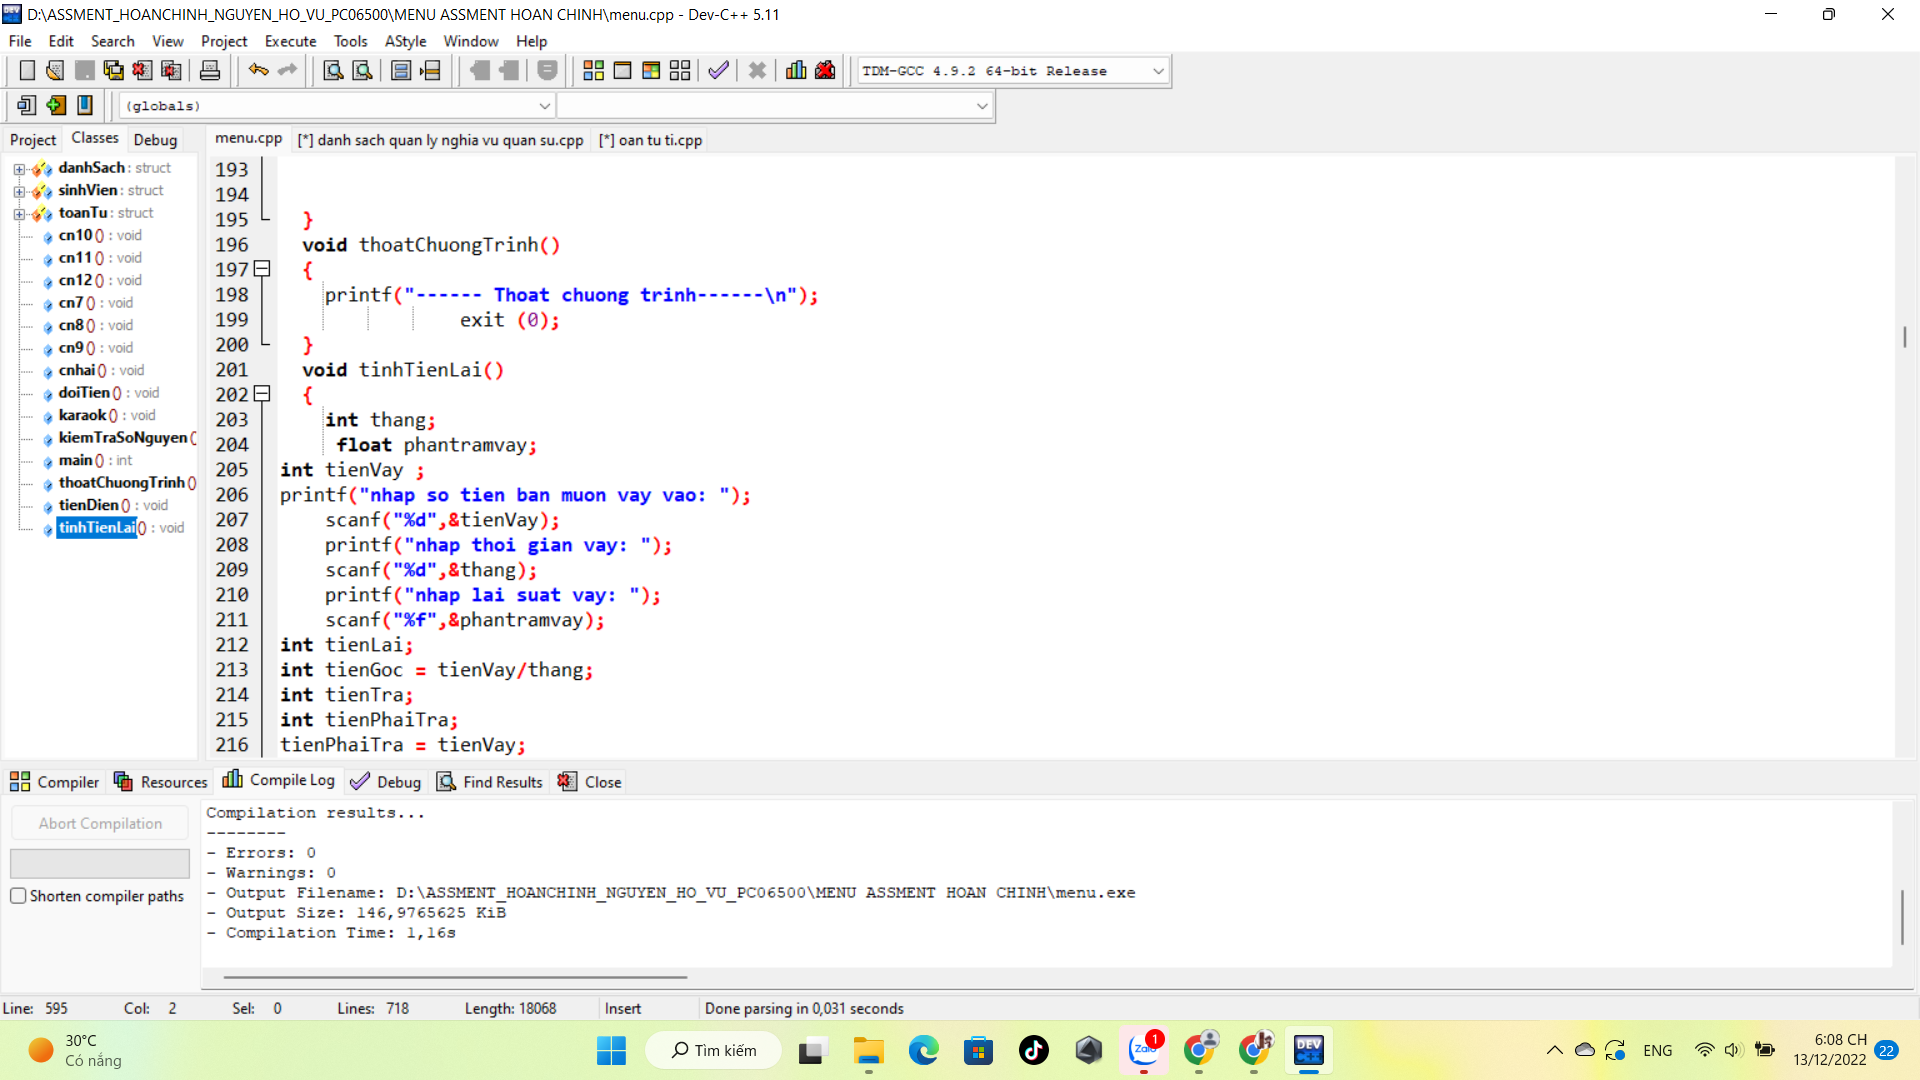 D:\ASSMENT_HOANCHINH_NGUYEN_HO_VU_PC06500\MENU ASSMENT HOAN CHINH\menu.cpp - Dev-C++ 5.11
File Edit Search View Project Execute Tools AStyle Window Help
TDM-GCC 4.9.2 64-bit Release
(globals)
Project Classes Debug
menu.cpp [*] danh sach quan ly nghia vu quan su.cpp [*] oan tu ti.cpp
danhSach : struct
sinhVien : struct
toanTu : struct
cn10 () : void
cn11 () : void
cn12 () : void
cn7 () : void
cn8 () : void
cn9 () : void
cnhai () : void
doiTien () : void
karaok () : void
kiemTraSoNguyen (
main () : int
thoatChuongTrinh ()
tienDien () : void
tinhTienLai () : void
193
194
195 }
196 void thoatChuongTrinh()
197 {
198 printf("------ Thoat chuong trinh------\n");
199 exit (0);
200 }
201 void tinhTienLai()
202 {
203 int thang;
204 float phantramvay;
205 int tienVay ;
206 printf("nhap so tien ban muon vay vao: ");
207 scanf("%d",&tienVay);
208 printf("nhap thoi gian vay: ");
209 scanf("%d",&thang);
210 printf("nhap lai suat vay: ");
211 scanf("%f",&phantramvay);
212 int tienLai;
213 int tienGoc = tienVay/thang;
214 int tienTra;
215 int tienPhaiTra;
216 tienPhaiTra = tienVay;
Compiler Resources Compile Log Debug Find Results Close
Abort Compilation
Shorten compiler paths
Compilation results...
--------
- Errors: 0
- Warnings: 0
- Output Filename: D:\ASSMENT_HOANCHINH_NGUYEN_HO_VU_PC06500\MENU ASSMENT HOAN CHINH\menu.exe
- Output Size: 146,9765625 KiB
- Compilation Time: 1,16s
Line: 595 Col: 2 Sel: 0 Lines: 718 Length: 18068 Insert Done parsing in 0,031 seconds
30°C
Có nắng
Tìm kiếm
Zalo
1
DEV
C++
ENG
6:08 CH
13/12/2022
22